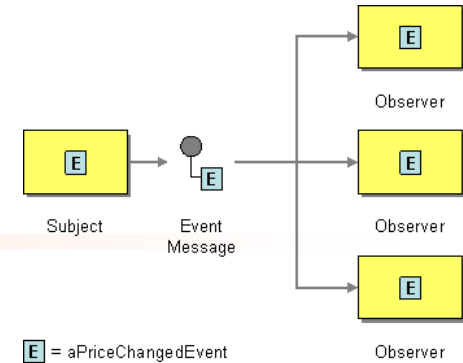 E
Observer
E
E
E
Subject
Event
Message
Observer
E
E = aPriceChangedEvent
Observer